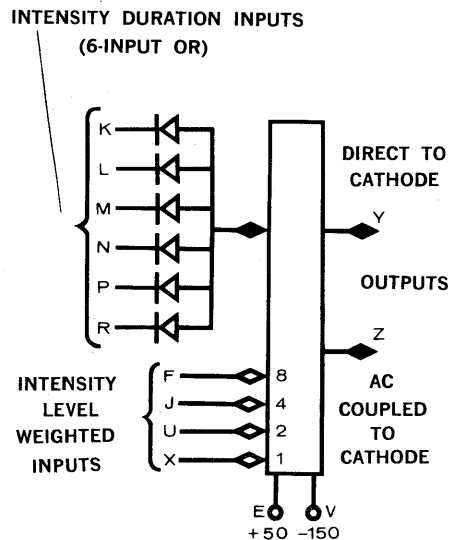 INTENSITY DURATION INPUTS
(6-INPUT OR)
K
L
M
N
P
R
DIRECT TO
CATHODE
Y
OUTPUTS
Z
AC
COUPLED
TO
CATHODE
INTENSITY
LEVEL
WEIGHTED
INPUTS
F 8
J 4
U 2
X 1
E V
+50 -150